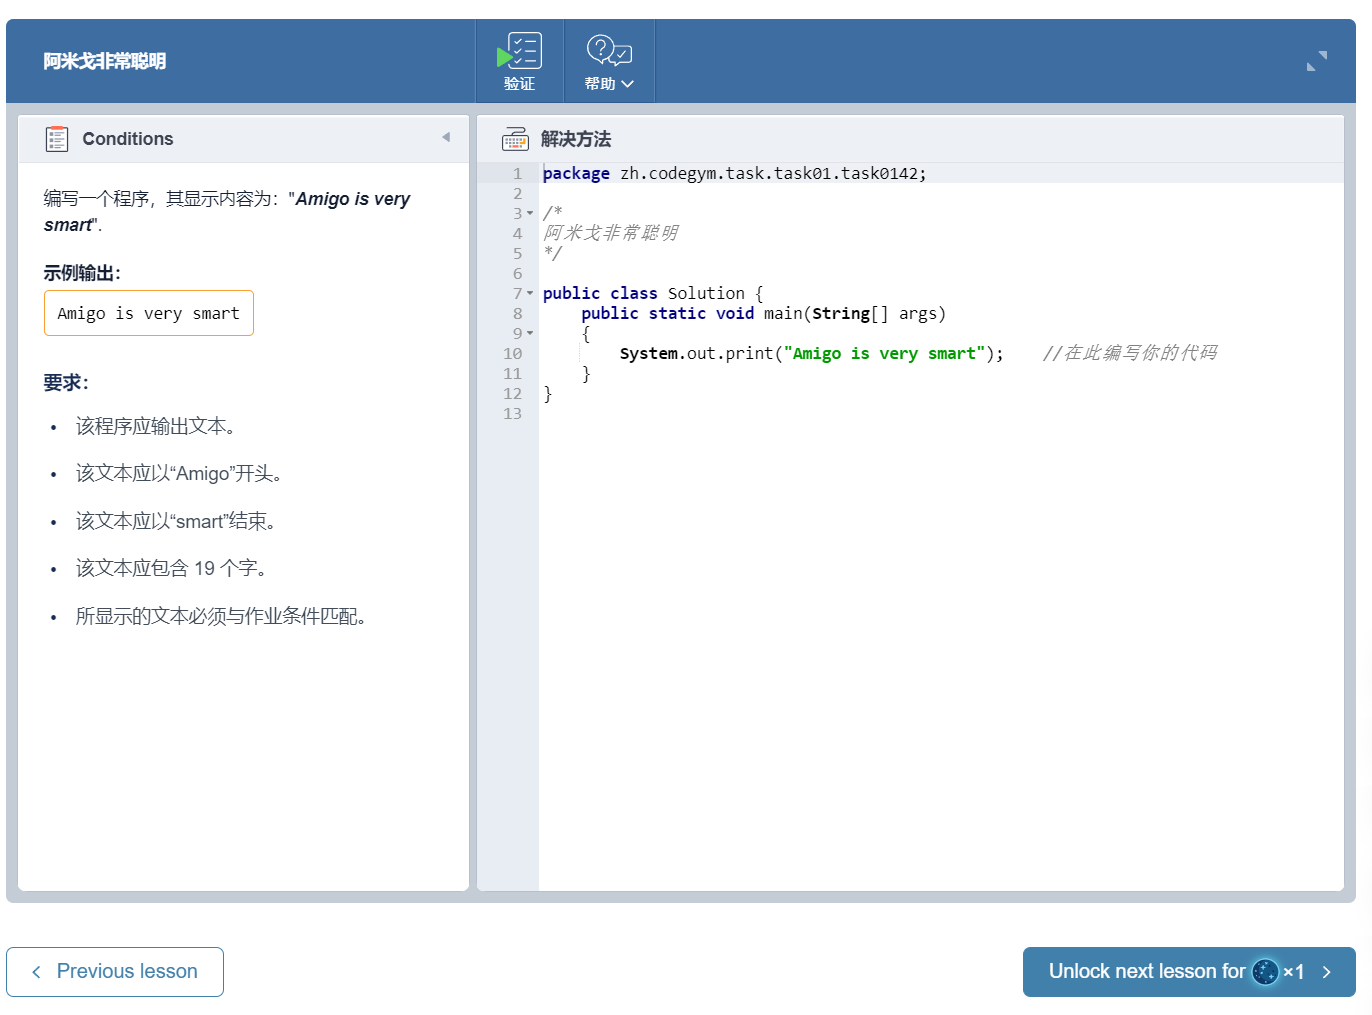 阿米戈非常聪明
验证
帮助
Conditions
编写一个程序，其显示内容为："Amigo is very
smart".
示例输出：
Amigo is very smart
要求：
• 该程序应输出文本。
• 该文本应以“Amigo”开头。
• 该文本应以“smart”结束。
• 该文本应包含 19 个字。
• 所显示的文本必须与作业条件匹配。
解决方法
1 package zh.codegym.task.task01.task0142;
2
3 /*
4 阿米戈非常聪明
5 */
6
7 public class Solution {
8     public static void main(String[] args)
9     {
10         System.out.print("Amigo is very smart");    //在此编写你的代码
11     }
12 }
13
Previous lesson
Unlock next lesson for ×1